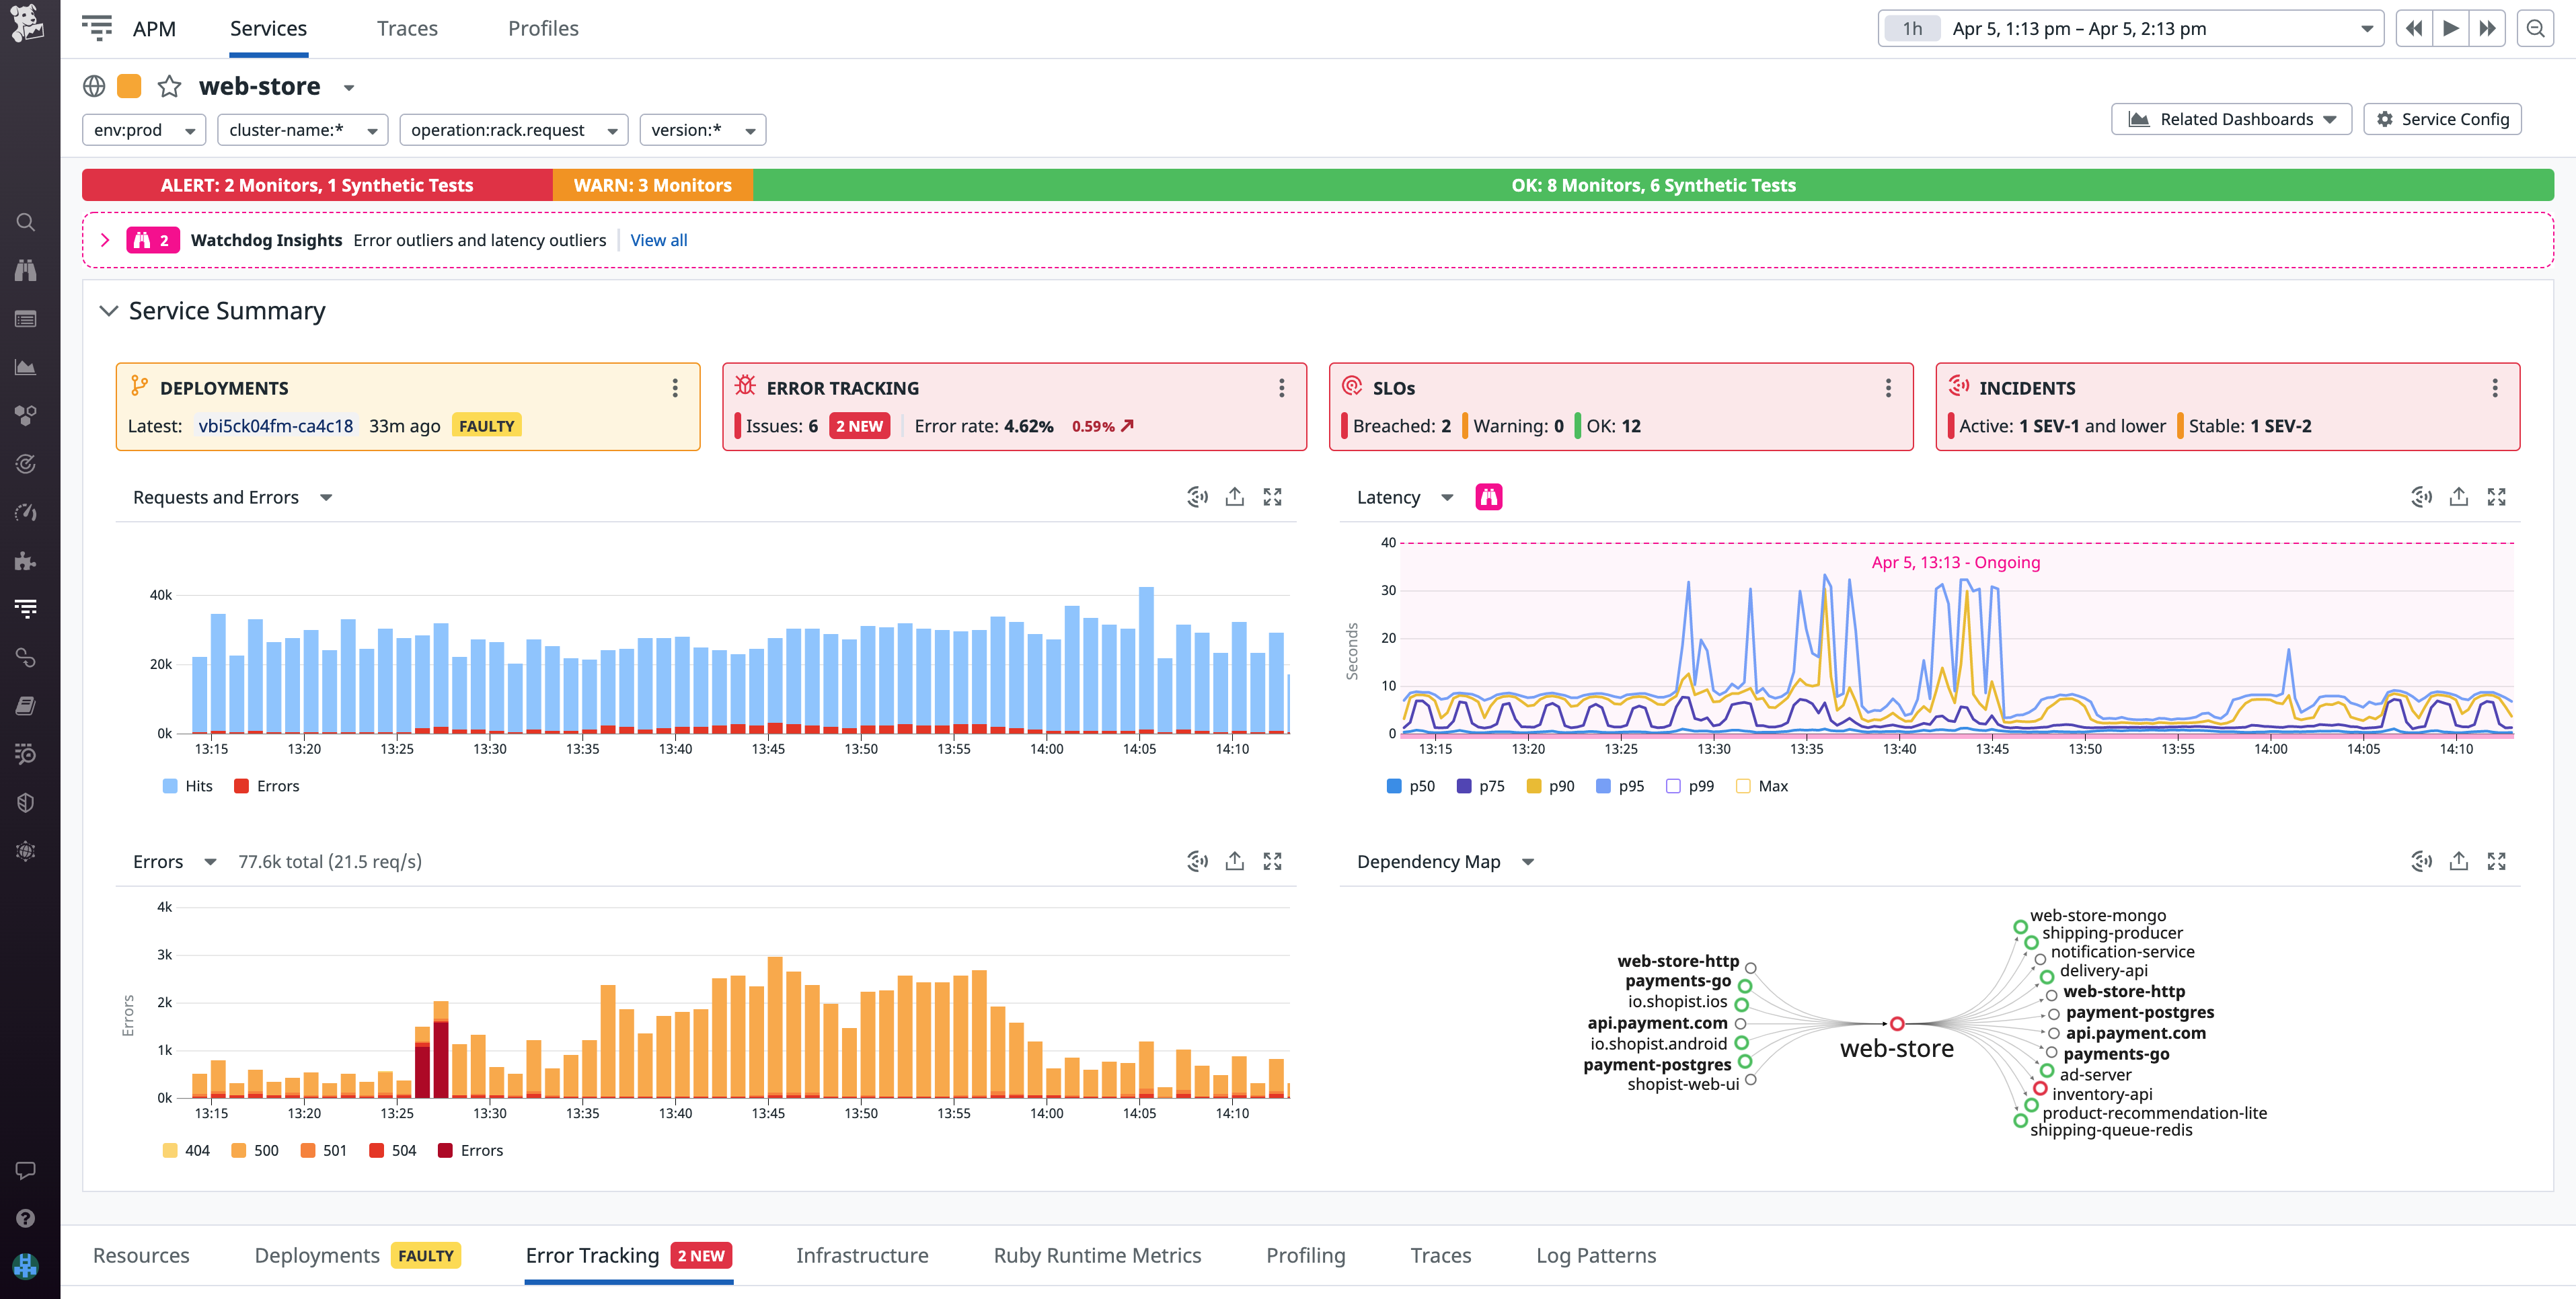 APM Services Traces Profiles 1h Apr 5, 1:13 pm – Apr 5, 2:13 pm
web-store
env:prod cluster-name:* operation:rack.request version:* Related Dashboards Service Config
ALERT: 2 Monitors, 1 Synthetic Tests WARN: 3 Monitors OK: 8 Monitors, 6 Synthetic Tests
2 Watchdog Insights Error outliers and latency outliers View all
Service Summary
DEPLOYMENTS
Latest: vbi5ck04fm-ca4c18 33m ago FAULTY
ERROR TRACKING
Issues: 6 2 NEW Error rate: 4.62% 0.59%
SLOs
Breached: 2 Warning: 0 OK: 12
INCIDENTS
Active: 1 SEV-1 and lower Stable: 1 SEV-2
Requests and Errors
40k
20k
0k
13:15 13:20 13:25 13:30 13:35 13:40 13:45 13:50 13:55 14:00 14:05 14:10
Hits Errors
Latency
Apr 5, 13:13 - Ongoing
Seconds
40
30
20
10
0
13:15 13:20 13:25 13:30 13:35 13:40 13:45 13:50 13:55 14:00 14:05 14:10
p50 p75 p90 p95 p99 Max
Errors 77.6k total (21.5 req/s)
Errors
4k
3k
2k
1k
0k
13:15 13:20 13:25 13:30 13:35 13:40 13:45 13:50 13:55 14:00 14:05 14:10
404 500 501 504 Errors
Dependency Map
web-store-http
payments-go
io.shopist.ios
api.payment.com
io.shopist.android
payment-postgres
shopist-web-ui
web-store
web-store-mongo
shipping-producer
notification-service
delivery-api
web-store-http
payment-postgres
api.payment.com
payments-go
ad-server
inventory-api
product-recommendation-lite
shipping-queue-redis
Resources Deployments FAULTY Error Tracking 2 NEW Infrastructure Ruby Runtime Metrics Profiling Traces Log Patterns